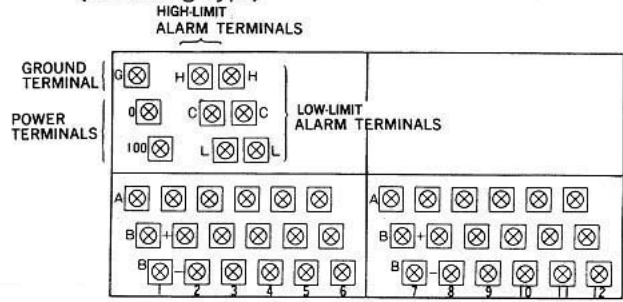 HIGH-LIMIT
ALARM TERMINALS
GROUND
TERMINAL
G H H
POWER
TERMINALS
0 C C
LOW-LIMIT
ALARM TERMINALS
100 L L
A A
B + B +
B - B -
1 2 3 4 5 6 7 8 9 10 11 12